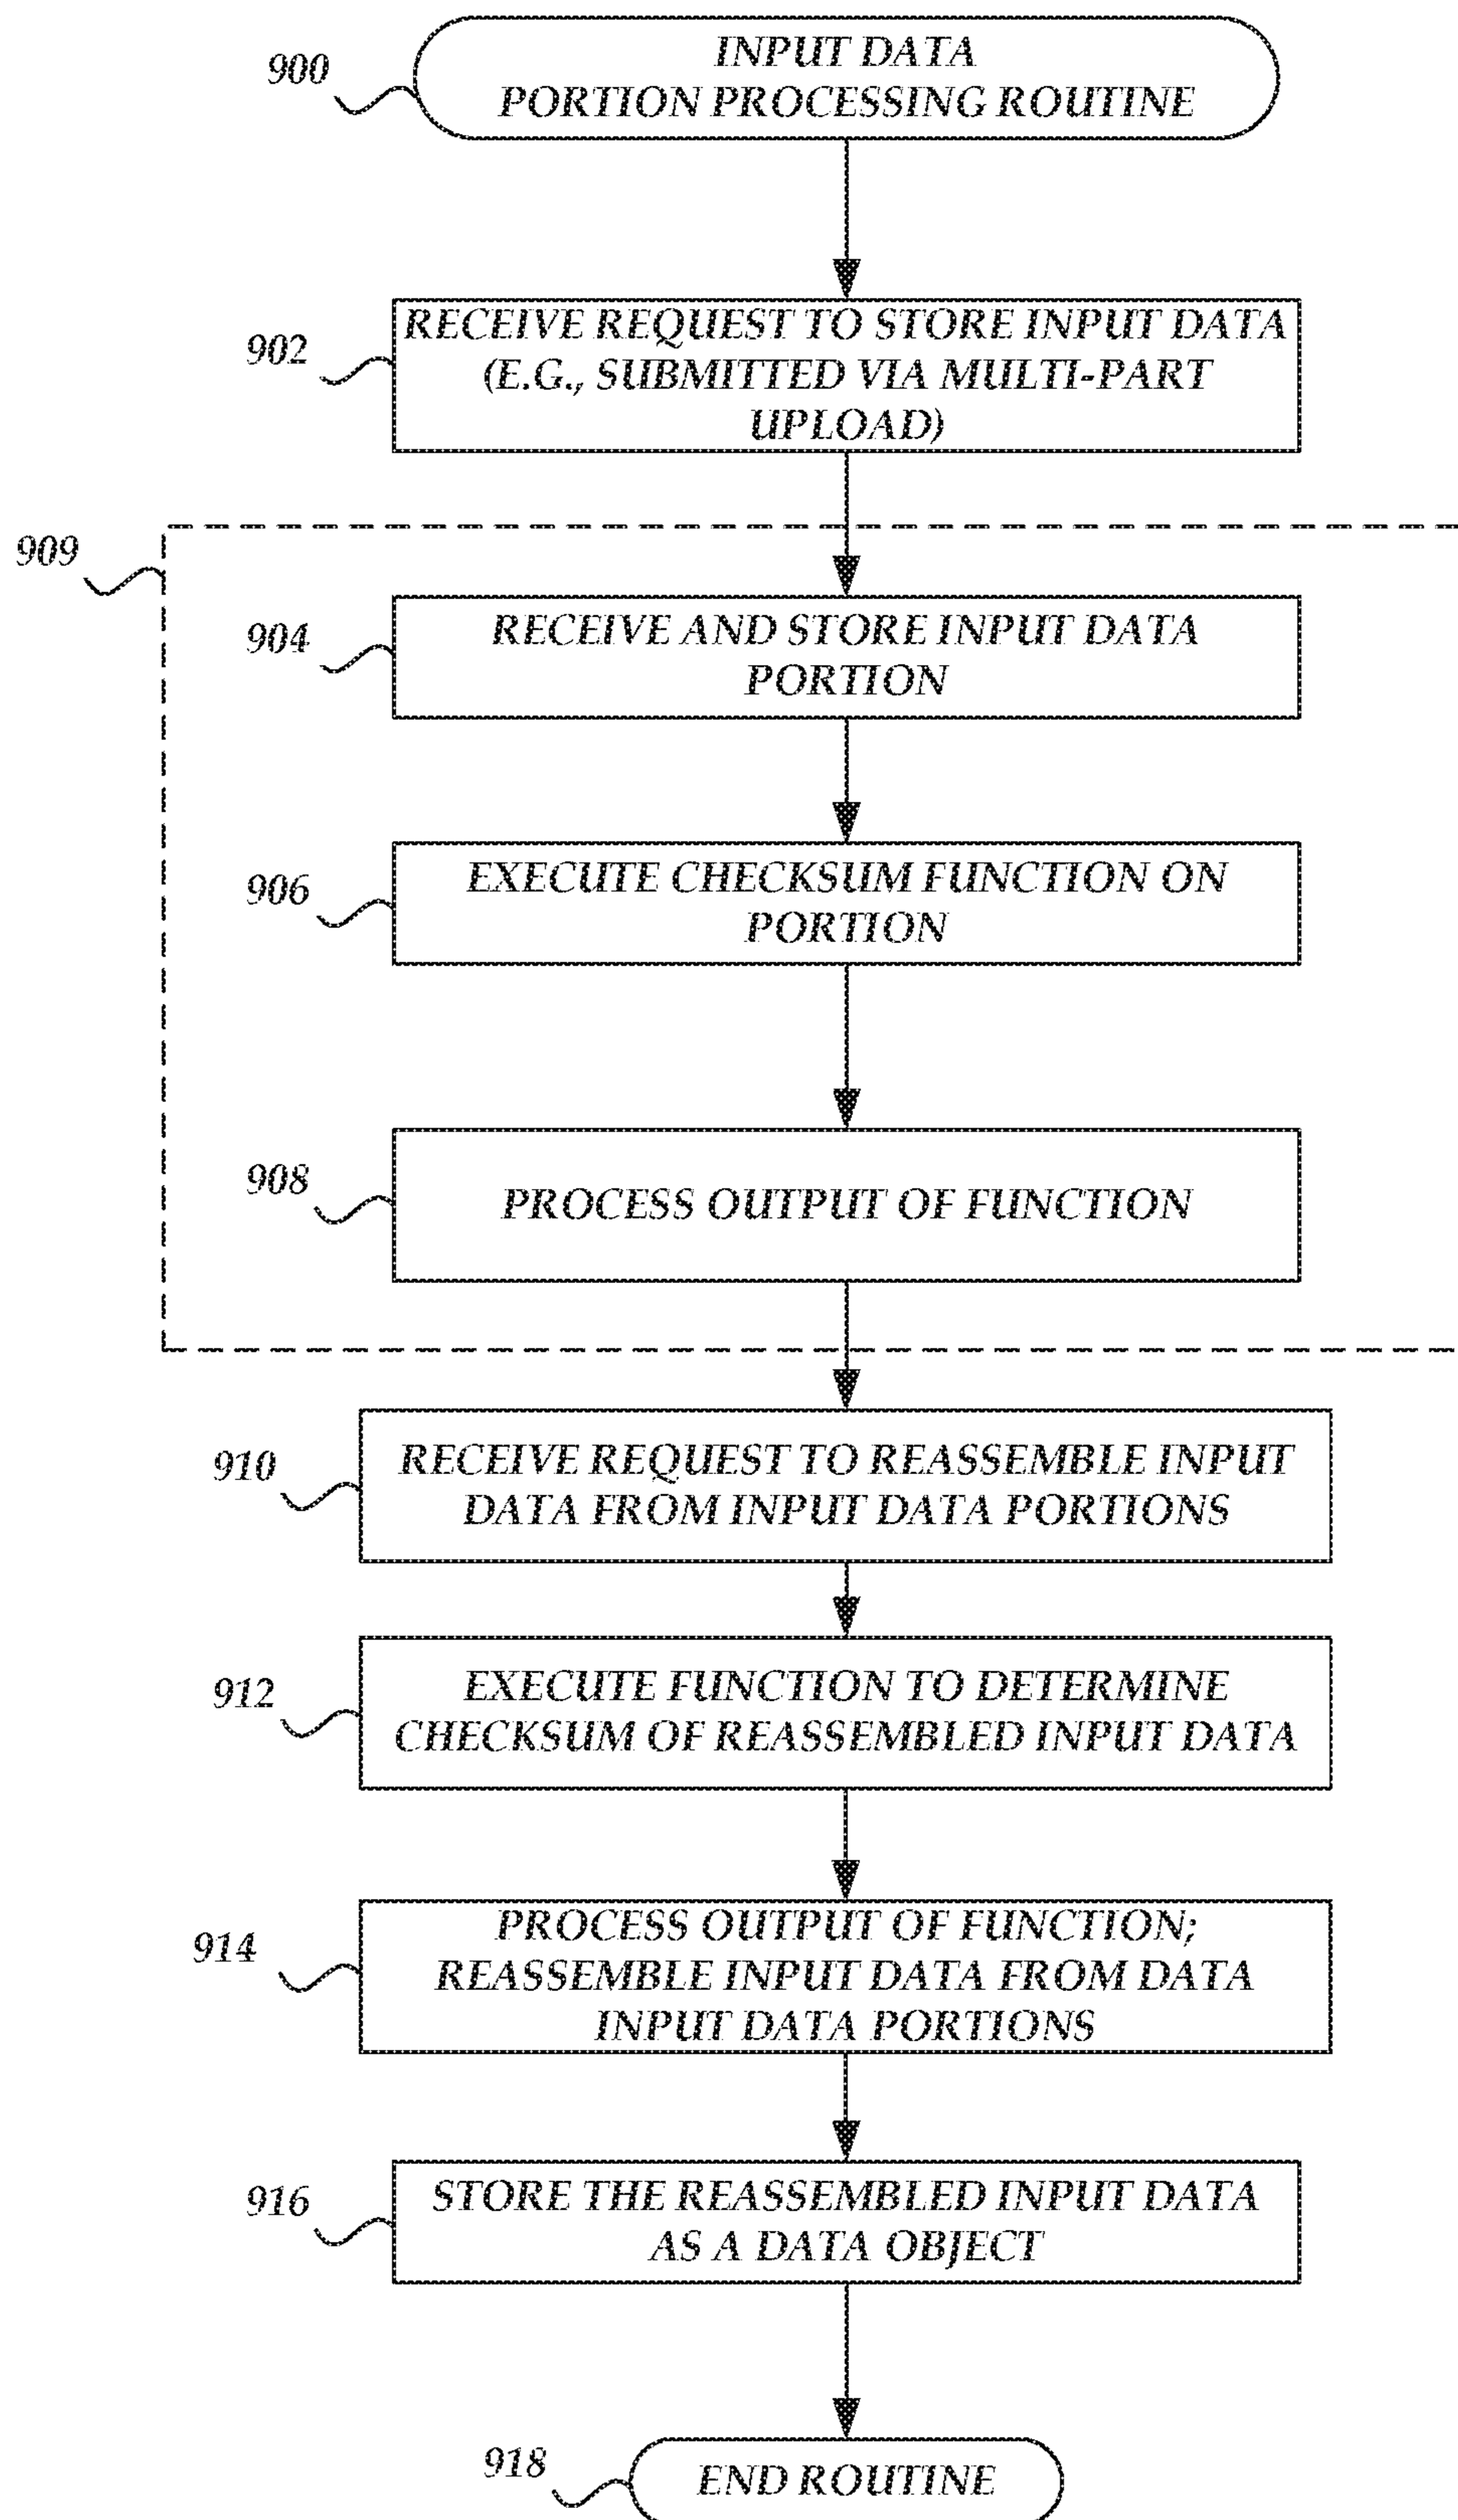 900
INPUT DATA
PORTION PROCESSING ROUTINE
902
RECEIVE REQUEST TO STORE INPUT DATA
(E.G., SUBMITTED VIA MULTI-PART
UPLOAD)
909
904
RECEIVE AND STORE INPUT DATA
PORTION
906
EXECUTE CHECKSUM FUNCTION ON
PORTION
908
PROCESS OUTPUT OF FUNCTION
910
RECEIVE REQUEST TO REASSEMBLE INPUT
DATA FROM INPUT DATA PORTIONS
912
EXECUTE FUNCTION TO DETERMINE
CHECKSUM OF REASSEMBLED INPUT DATA
914
PROCESS OUTPUT OF FUNCTION;
REASSEMBLE INPUT DATA FROM DATA
INPUT DATA PORTIONS
916
STORE THE REASSEMBLED INPUT DATA
AS A DATA OBJECT
918
END ROUTINE